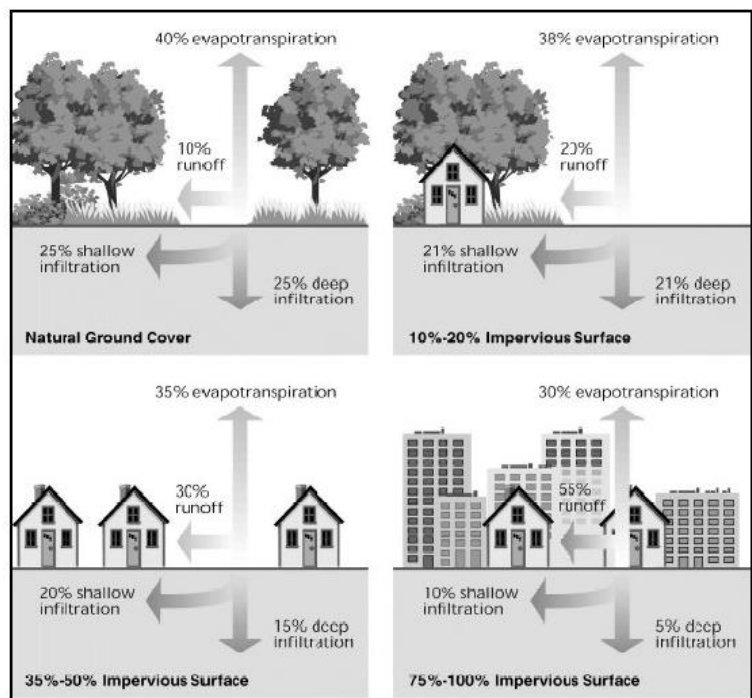 40% evapotranspiration
10%
runoff
25% shallow
infiltration
25% deep
infiltration
Natural Ground Cover
38% evapotranspiration
20%
runoff
21% shallow
infiltration
21% deep
infiltration
10%-20% Impervious Surface
35% evapotranspiration
30%
runoff
20% shallow
infiltration
15% deep
infiltration
35%-50% Impervious Surface
30% evapotranspiration
55%
runoff
10% shallow
infiltration
5% deep
infiltration
75%-100% Impervious Surface